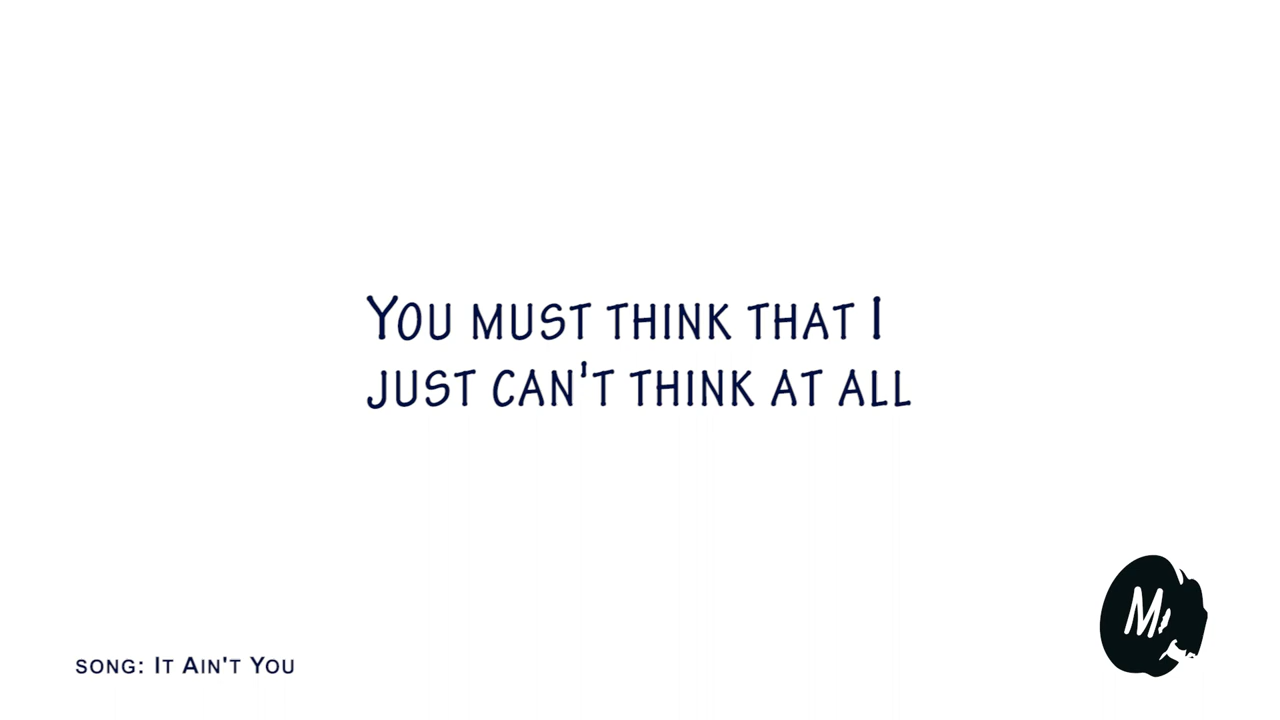 You must think that I
just can't think at all
song: It Ain't You
M